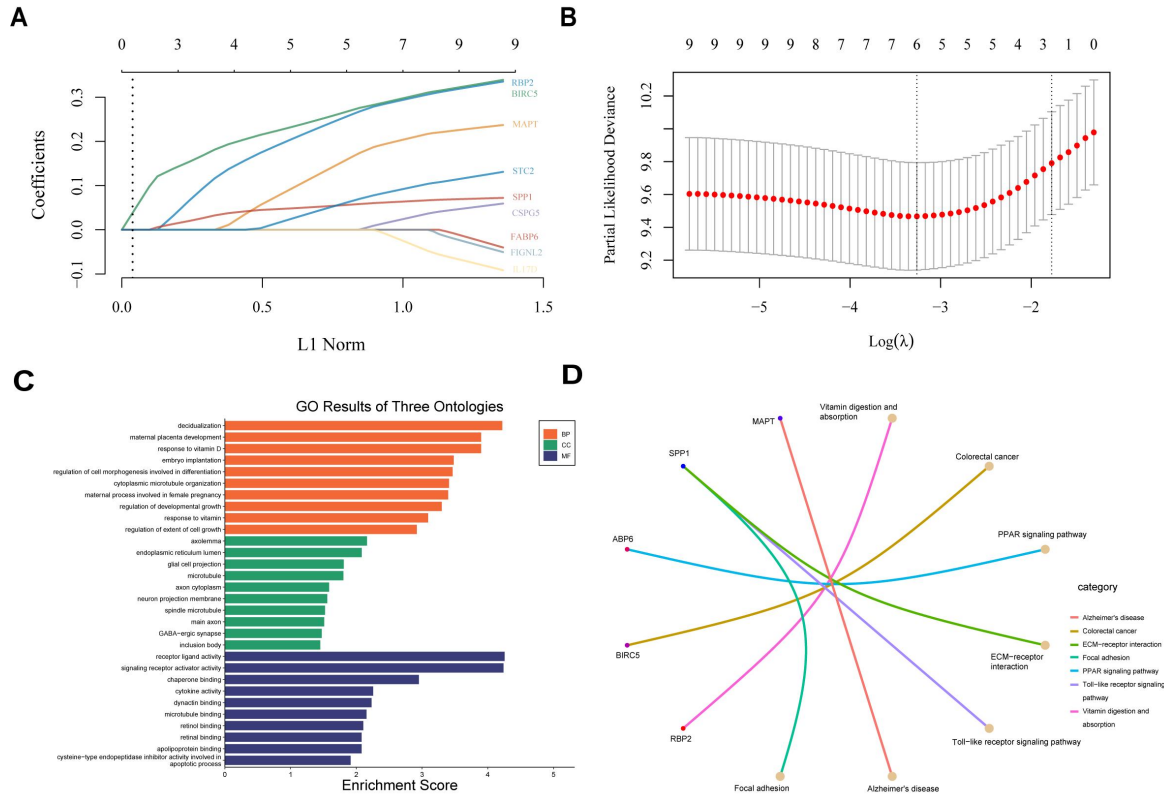 A
0 3 4 5 6 7 9 9
Coefficients
0.3
0.2
0.1
0.0
-0.1
RBP2
BIRC5
MAPT
STC2
SPP1
CSPG5
FABP6
FIGNL2
0.0 0.5 1.0 1.5
L1 Norm
B
9 9 9 9 9 8 7 7 7 6 5 5 5 4 3 1 0
Partial Likelihood Deviance
10.2
9.8
9.6
9.4
9.2
−5 −4 −3 −2
Log(λ)
C
GO Results of Three Ontologies
decidualization
maternal placenta development
response to vitamin D
embryo implantation
regulation of cell morphogenesis involved in differentiation
cytoplasmic microtubule organization
maternal process involved in female pregnancy
regulation of developmental growth
response to vitamin
regulation of extent of cell growth
axolemma
endoplasmic reticulum lumen
glial cell projection
microtubule
axon cytoplasm
neuron projection membrane
spindle microtubule
main axon
GABA−ergic synapse
inclusion body
receptor ligand activity
signaling receptor activator activity
chaperone binding
cytokine activity
dynactin binding
microtubule binding
retinol binding
retinal binding
apolipoprotein binding
cysteine−type endopeptidase inhibitor activity involved in
apoptotic process
0 1 2 3 4 5
Enrichment Score
BP
CC
MF
D
MAPT
Vitamin digestion and
absorption
SPP1
Colorectal cancer
ABP6
PPAR signaling pathway
BIRC5
ECM−receptor
interaction
RBP2
Toll−like receptor signaling pathway
Focal adhesion
Alzheimer's disease
category
Alzheimer's disease
Colorectal cancer
ECM−receptor interaction
Focal adhesion
PPAR signaling pathway
Toll−like receptor signaling
pathway
Vitamin digestion and
absorption